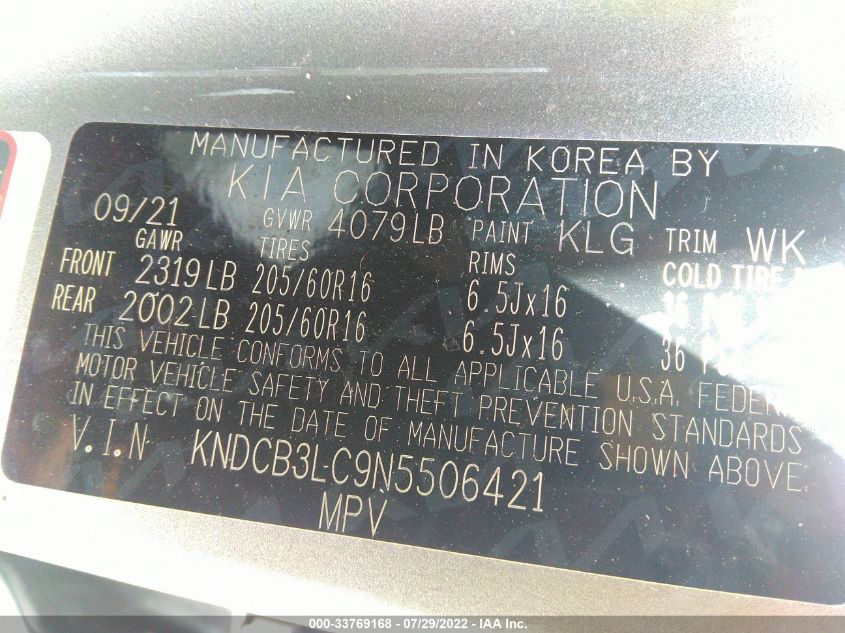 MANUFACTURED IN KOREA BY
KIA CORPORATION
09/21 GVWR 4079LB PAINT KLG TRIM WK
GAWR TIRES RIMS COLD TIRE
FRONT 2319LB 205/60R16 6.5Jx16
REAR 2002LB 205/60R16 6.5Jx16 36
THIS VEHICLE CONFORMS TO ALL APPLICABLE U.S.A. FEDER
MOTOR VEHICLE SAFETY AND THEFT PREVENTION STANDARDS
IN EFFECT ON THE DATE OF MANUFACTURE SHOWN ABOVE.
V.I.N KNDCB3LC9N5506421
MPV
000-33769168 - 07/29/2022 - IAA Inc.